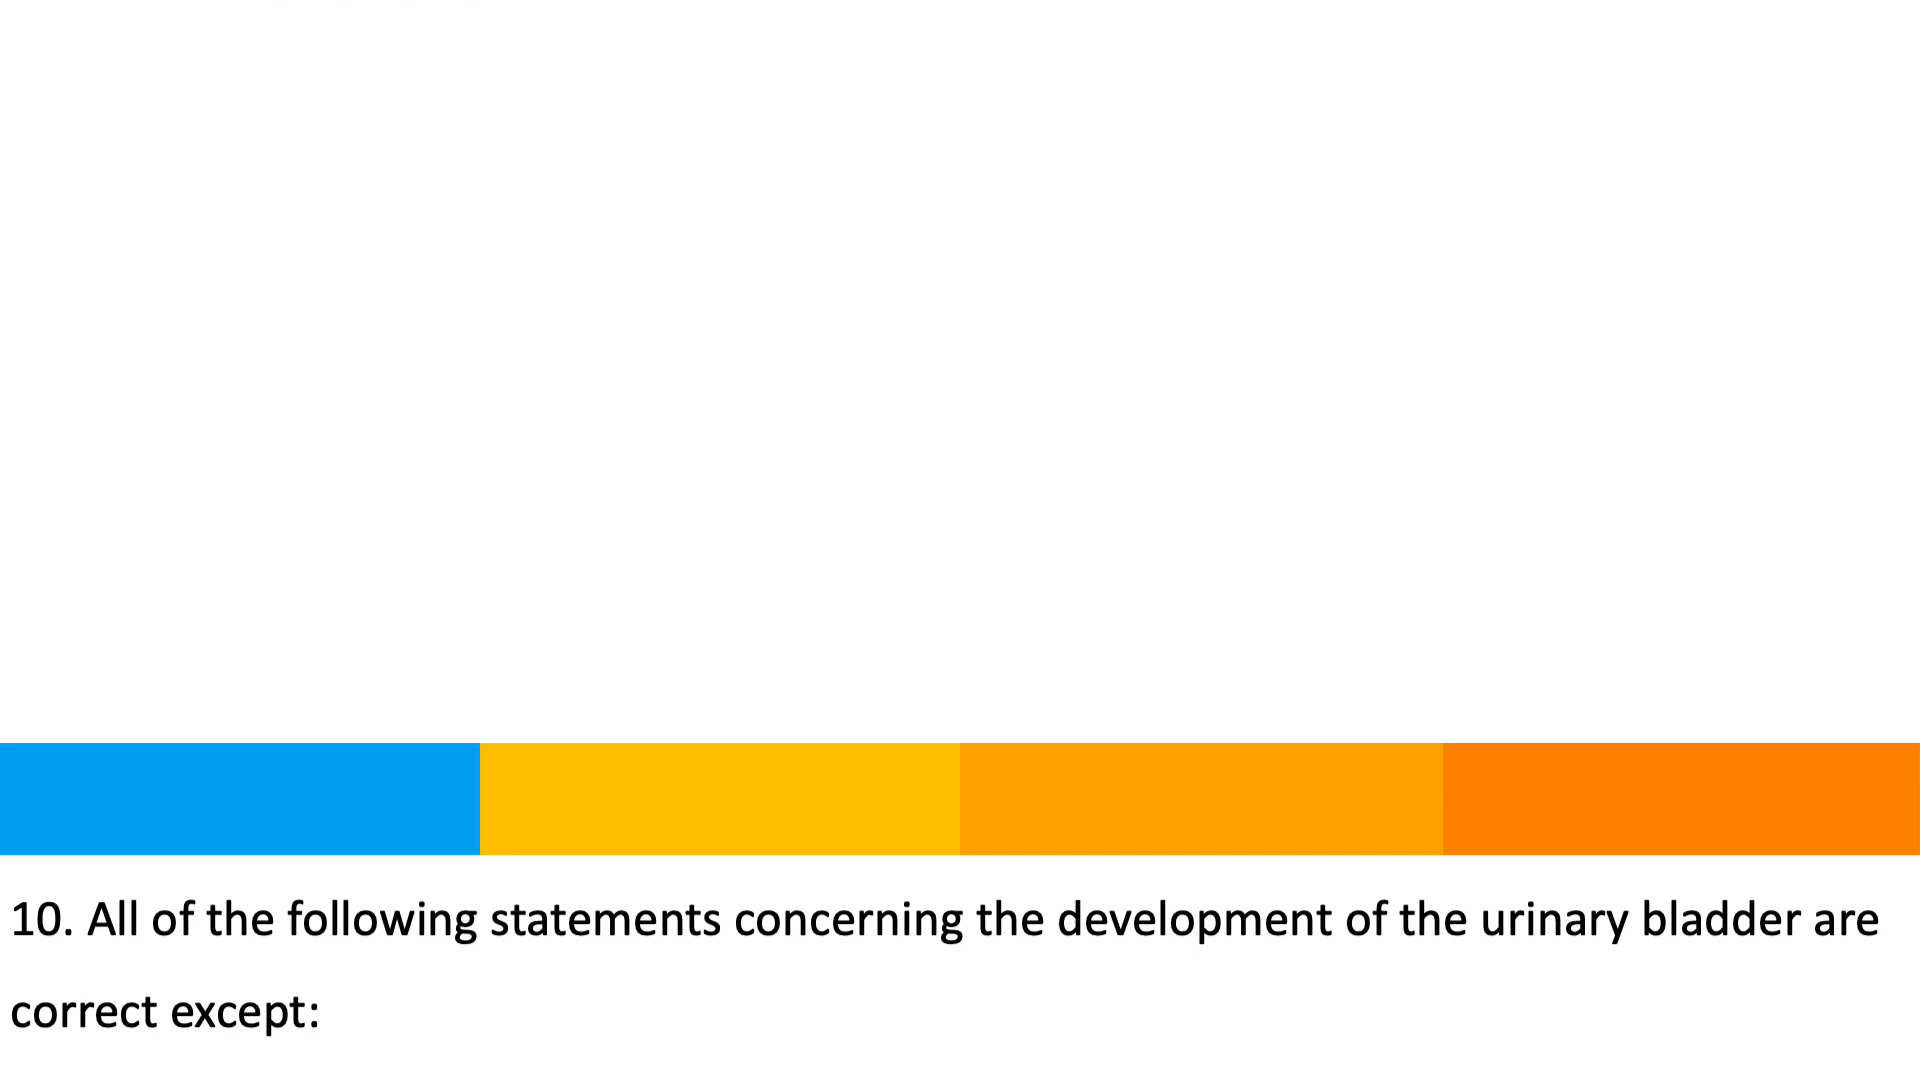 10. All of the following statements concerning the development of the urinary bladder are
correct except: